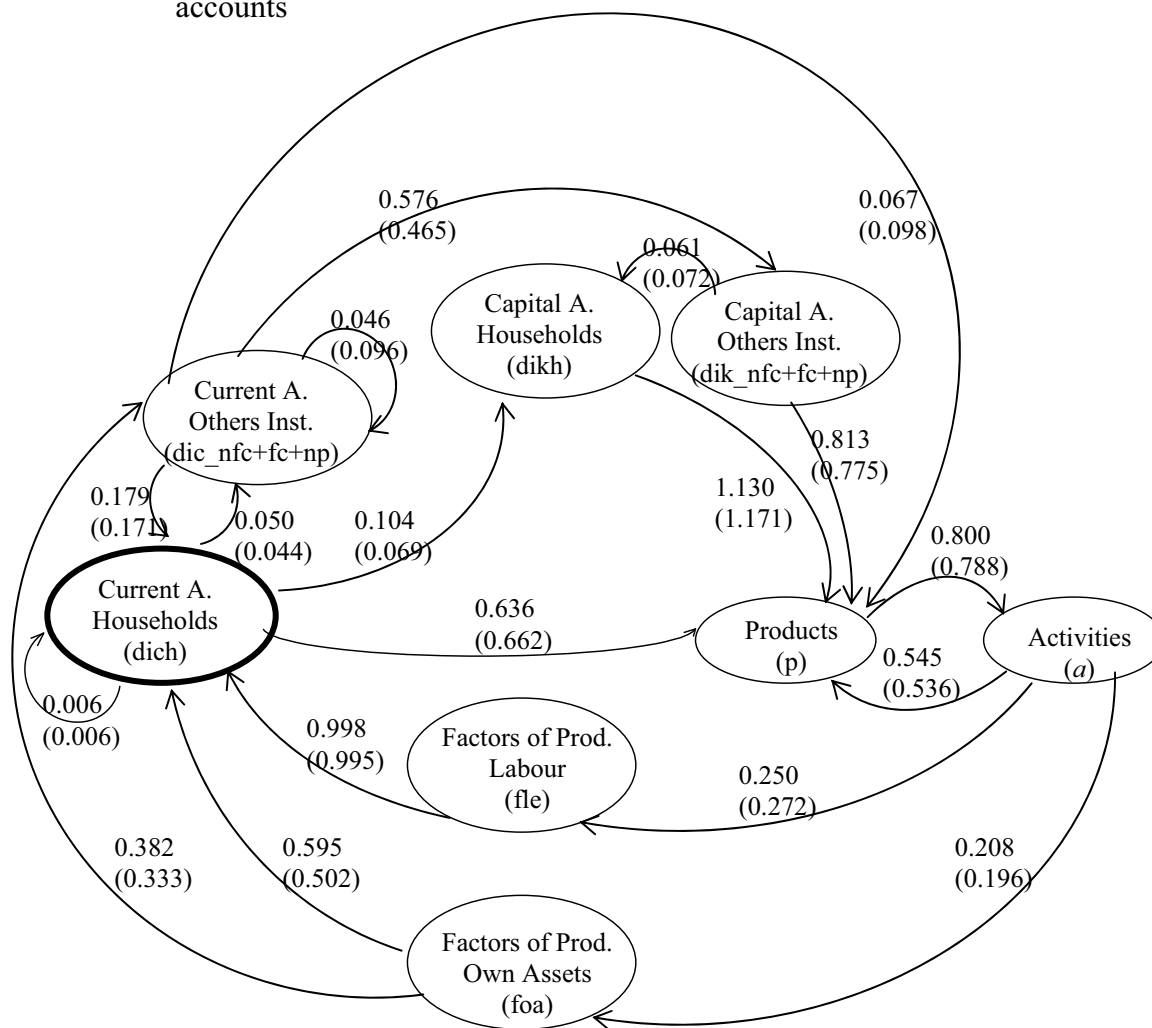 accounts
0.576
(0.465)
0.067
(0.098)
0.061
(0.072)
Capital A.
Households
(dikh)
Capital A.
Others Inst.
(dik_nfc+fc+np)
0.046
(0.096)
Current A.
Others Inst.
(dic_nfc+fc+np)
0.813
(0.775)
1.130
(1.171)
0.179
(0.171)
0.050
(0.044)
0.104
(0.069)
0.800
(0.788)
Current A.
Households
(dich)
0.636
(0.662)
Products
(p)
Activities
(a)
0.545
(0.536)
0.006
(0.006)
0.998
(0.995)
Factors of Prod.
Labour
(fle)
0.250
(0.272)
0.382
(0.333)
0.595
(0.502)
0.208
(0.196)
Factors of Prod.
Own Assets
(foa)